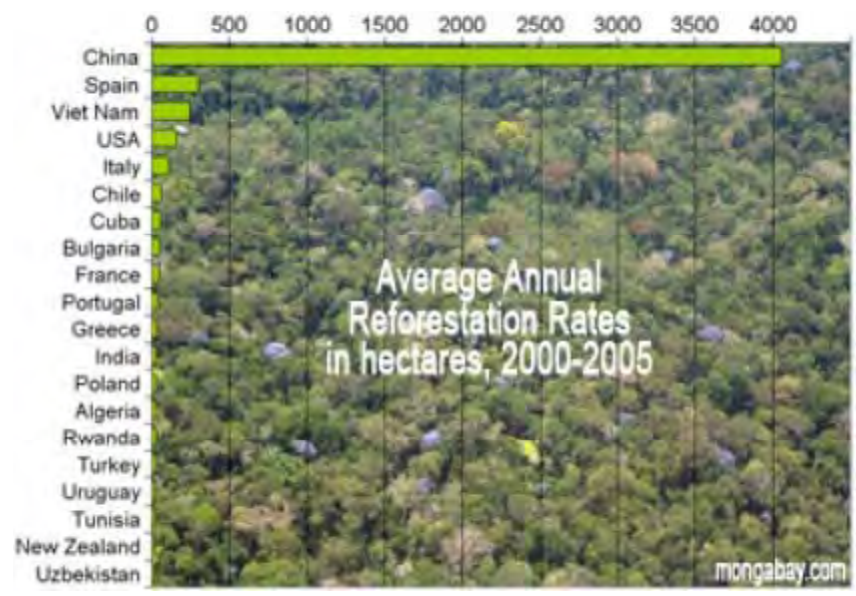 0 500 1000 1500 2000 2500 3000 3500 4000
China
Spain
Viet Nam
USA
Italy
Chile
Cuba
Bulgaria
France
Portugal
Greece
India
Poland
Algeria
Rwanda
Turkey
Uruguay
Tunisia
New Zealand
Uzbekistan
Average Annual
Reforestation Rates
in hectares, 2000-2005
mongabay.com